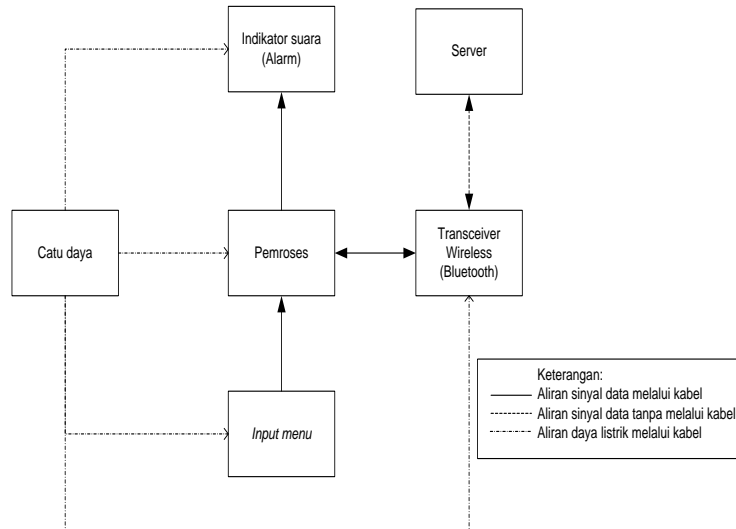 Indikator suara
(Alarm)
Server
Catu daya
Pemroses
Transceiver
Wireless
(Bluetooth)
Input menu
Keterangan:
Aliran sinyal data melalui kabel
Aliran sinyal data tanpa melalui kabel
Aliran daya listrik melalui kabel